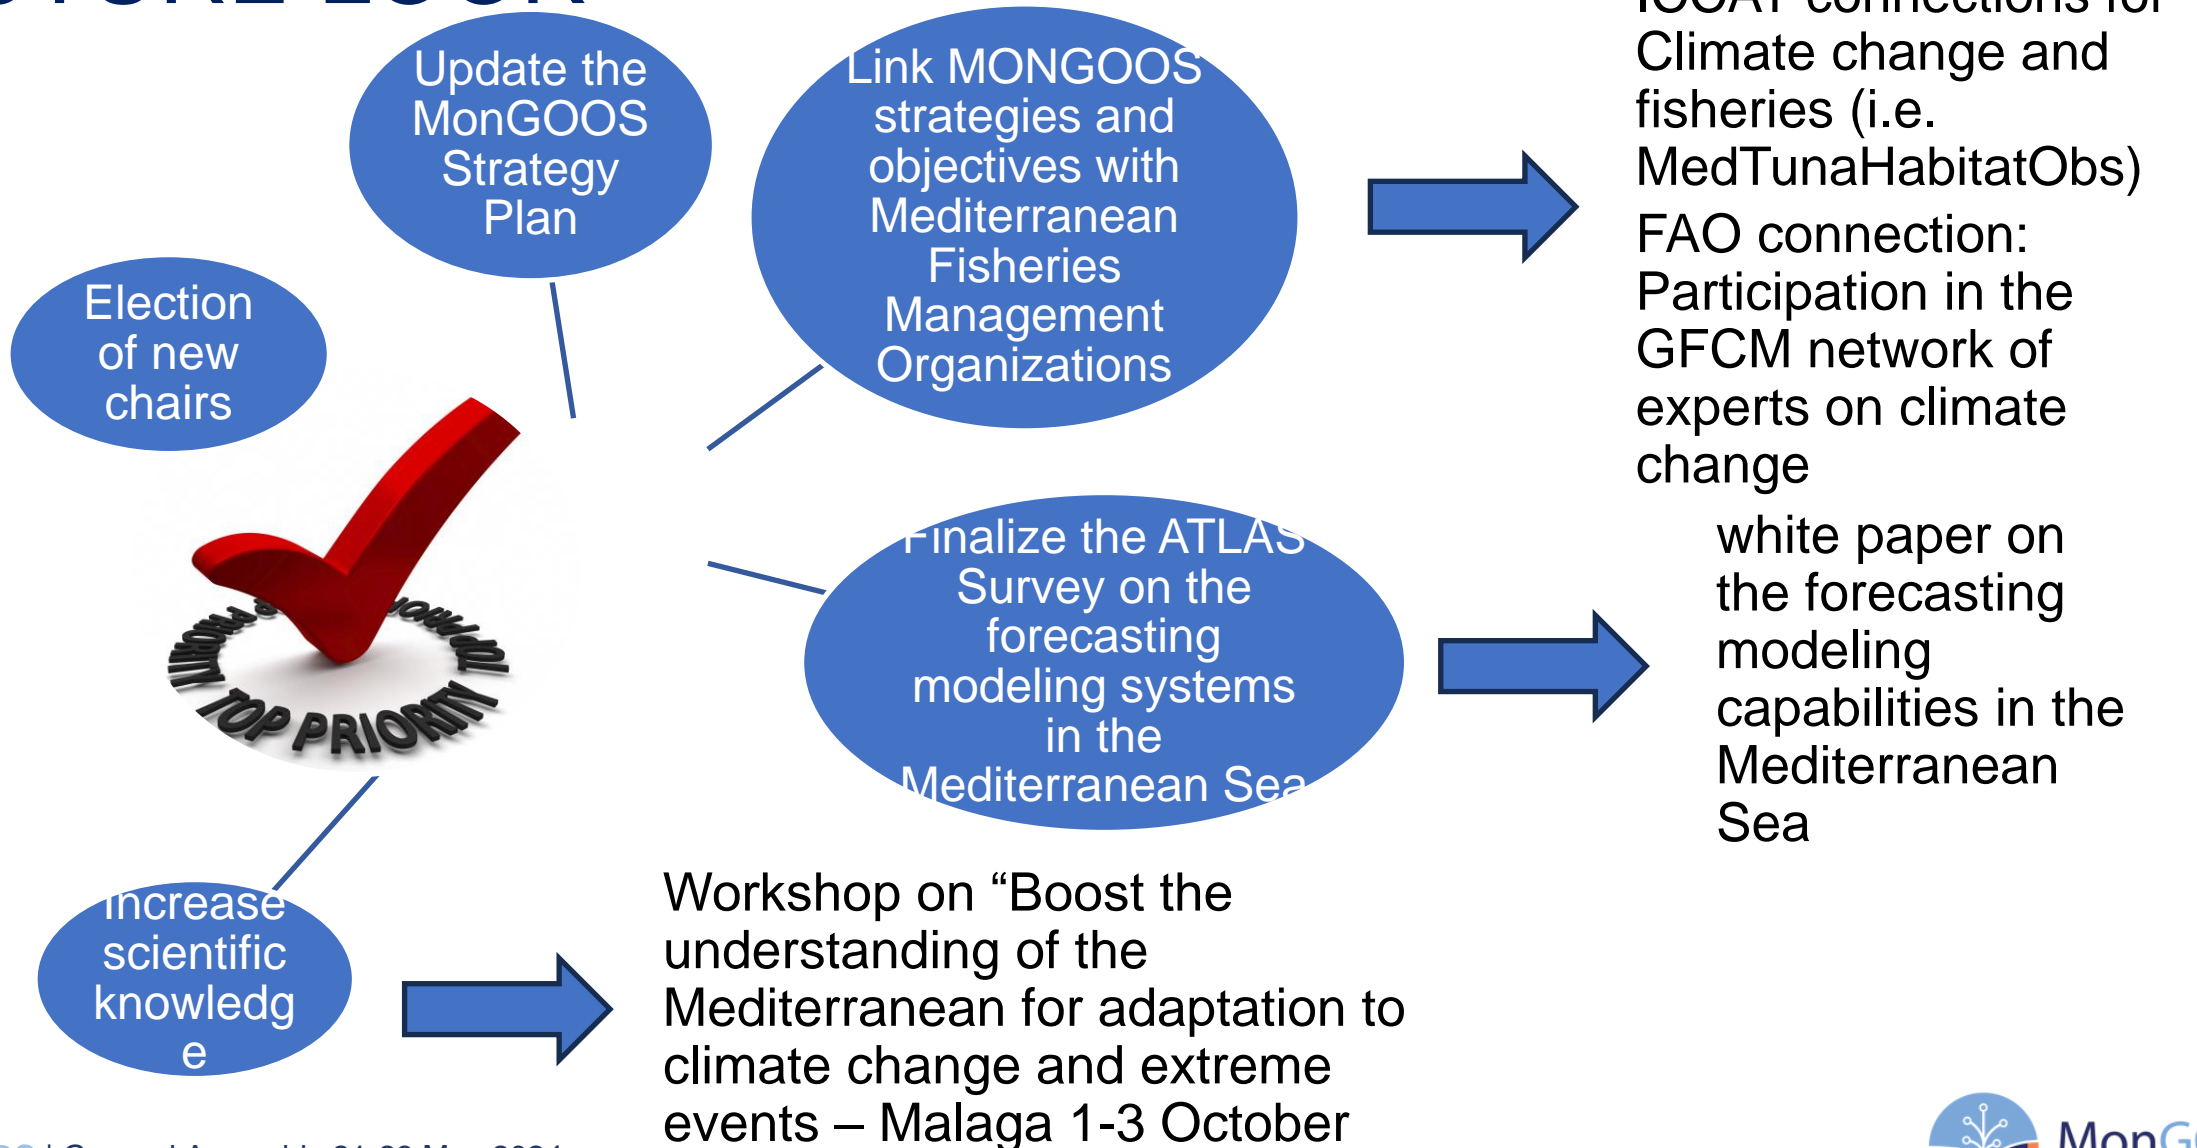 Update the
MonGOOS
Strategy
Plan
Link MONGOOS
strategies and
objectives with
Mediterranean
Fisheries
Management
Organizations
ICCAT connections for
Climate change and
fisheries (i.e.
MedTunaHabitatObs)
FAO connection:
Participation in the
GFCM network of
experts on climate
change
Election
of new
chairs
TOP PRIORITY
Finalize the ATLAS
Survey on the
forecasting
modeling systems
in the
Mediterranean Sea
white paper on
the forecasting
modeling
capabilities in the
Mediterranean
Sea
Increase
scientific
knowledg
e
Workshop on “Boost the
understanding of the
Mediterranean for adaptation to
climate change and extreme
events – Malaga 1-3 October